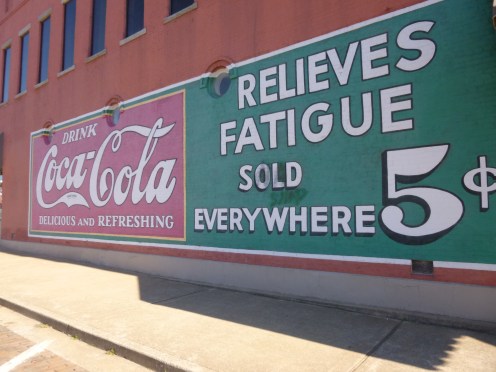 DRINK
Coca-Cola
DELICIOUS AND REFRESHING
RELIEVES
FATIGUE
SOLD
EVERYWHERE 5¢